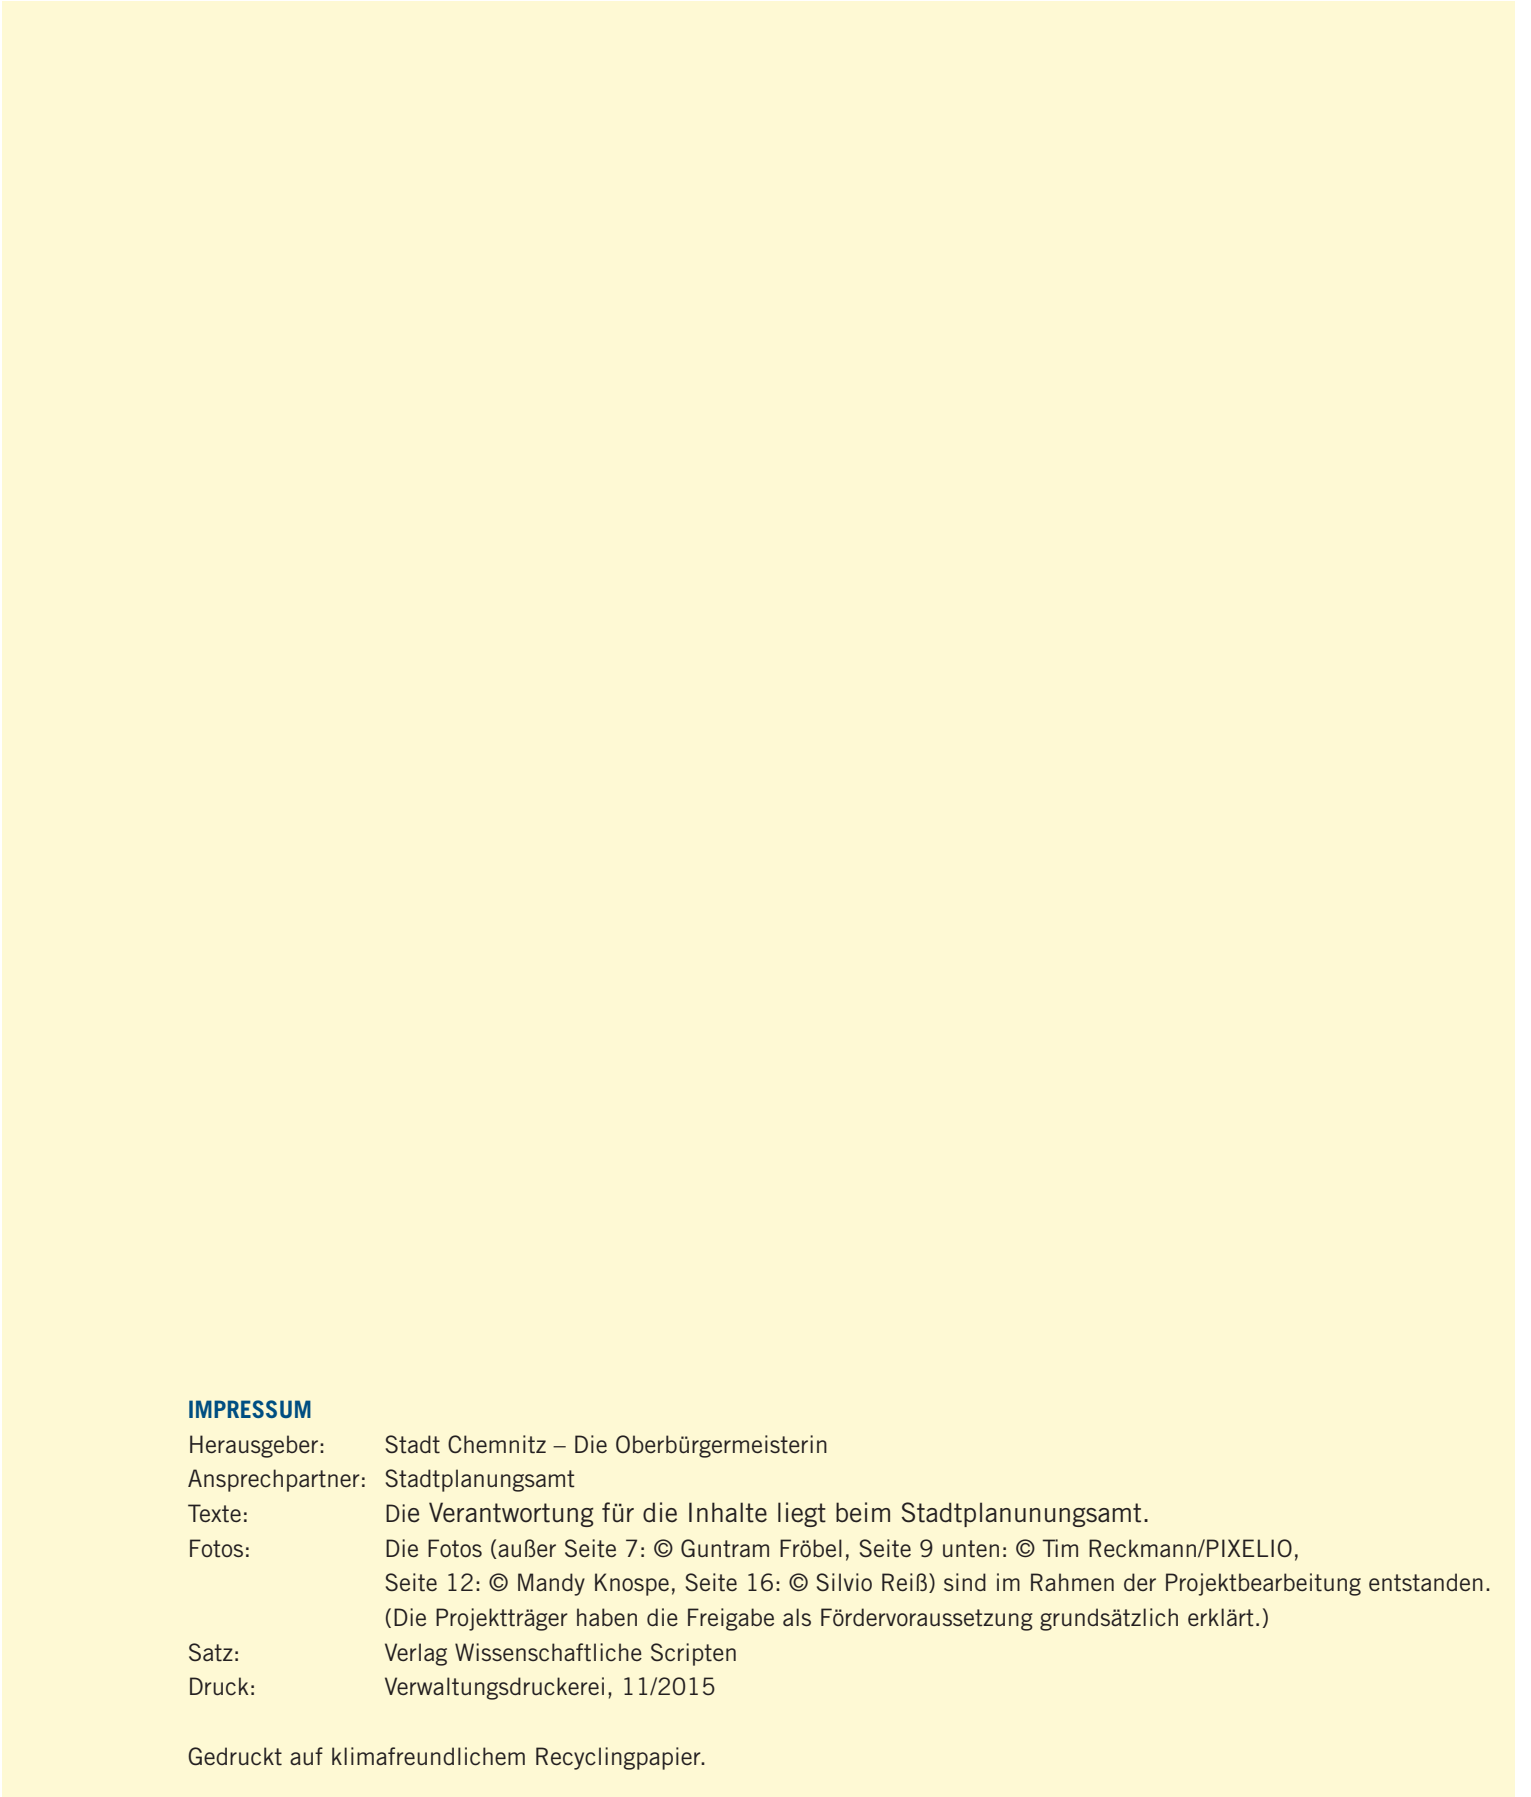 IMPRESSUM
Herausgeber: Stadt Chemnitz – Die Oberbürgermeisterin
Ansprechpartner: Stadtplanungsamt
Texte: Die Verantwortung für die Inhalte liegt beim Stadtplanunungsamt.
Fotos: Die Fotos (außer Seite 7: © Guntram Fröbel, Seite 9 unten: © Tim Reckmann/PIXELIO,
Seite 12: © Mandy Knospe, Seite 16: © Silvio Reiß) sind im Rahmen der Projektbearbeitung entstanden.
(Die Projektträger haben die Freigabe als Fördervoraussetzung grundsätzlich erklärt.)
Satz: Verlag Wissenschaftliche Scripten
Druck: Verwaltungsdruckerei, 11/2015
Gedruckt auf klimafreundlichem Recyclingpapier.